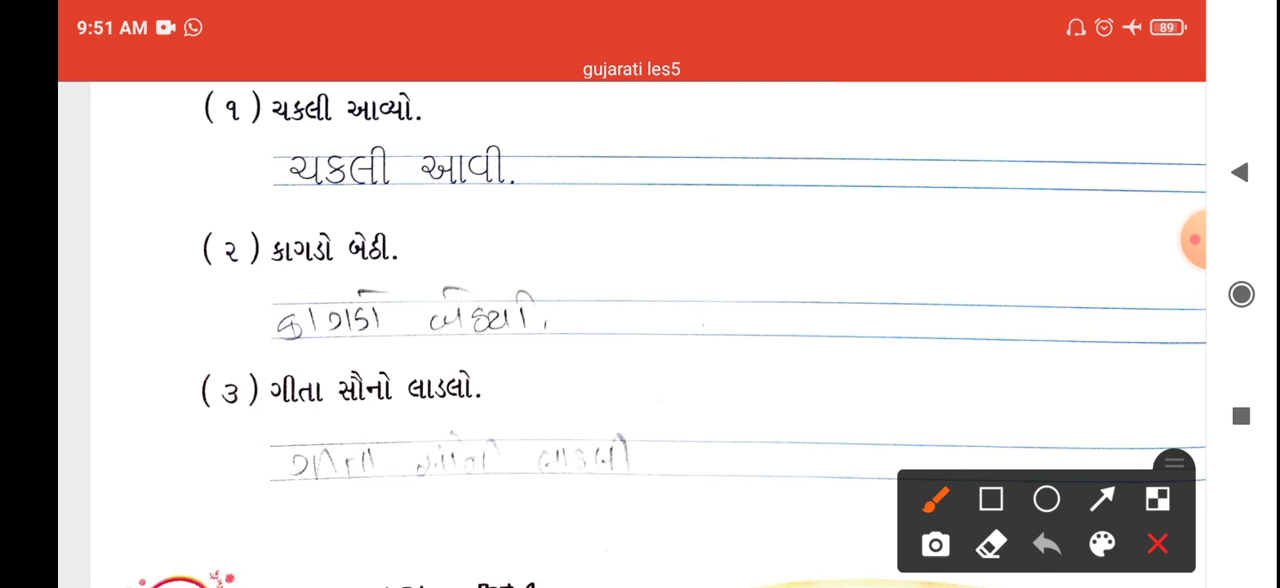 9:51 AM
89
gujarati les5
(૧) ચકલી આવ્યો.
ચકલી આવી.
(૨) કાગડો બેઠી.
કાગડો
(૩) ગીતા સૌનો લાડલો.
લાડલી